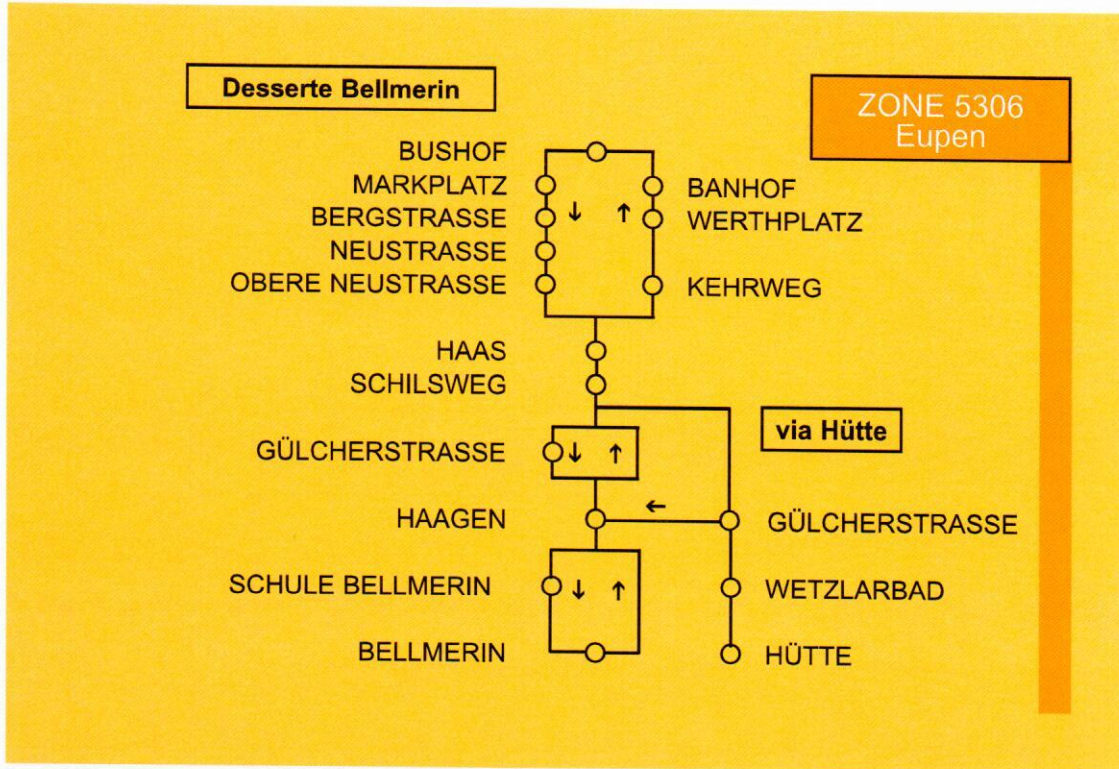 Desserte Bellmerin
ZONE 5306
Eupen
BUSHOF
MARKPLATZ
BANHOF
BERGSTRASSE
WERTHPLATZ
NEUSTRASSE
OBERE NEUSTRASSE
KEHRWEG
HAAS
SCHILSWEG
via Hütte
GÜLCHERSTRASSE
HAAGEN
GÜLCHERSTRASSE
SCHULE BELLMERIN
WETZLARBAD
BELLMERIN
HÜTTE